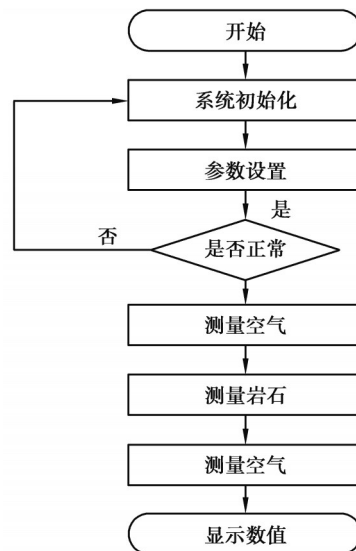 开始
系统初始化
参数设置
是
否
是否正常
测量空气
测量岩石
测量空气
显示数值